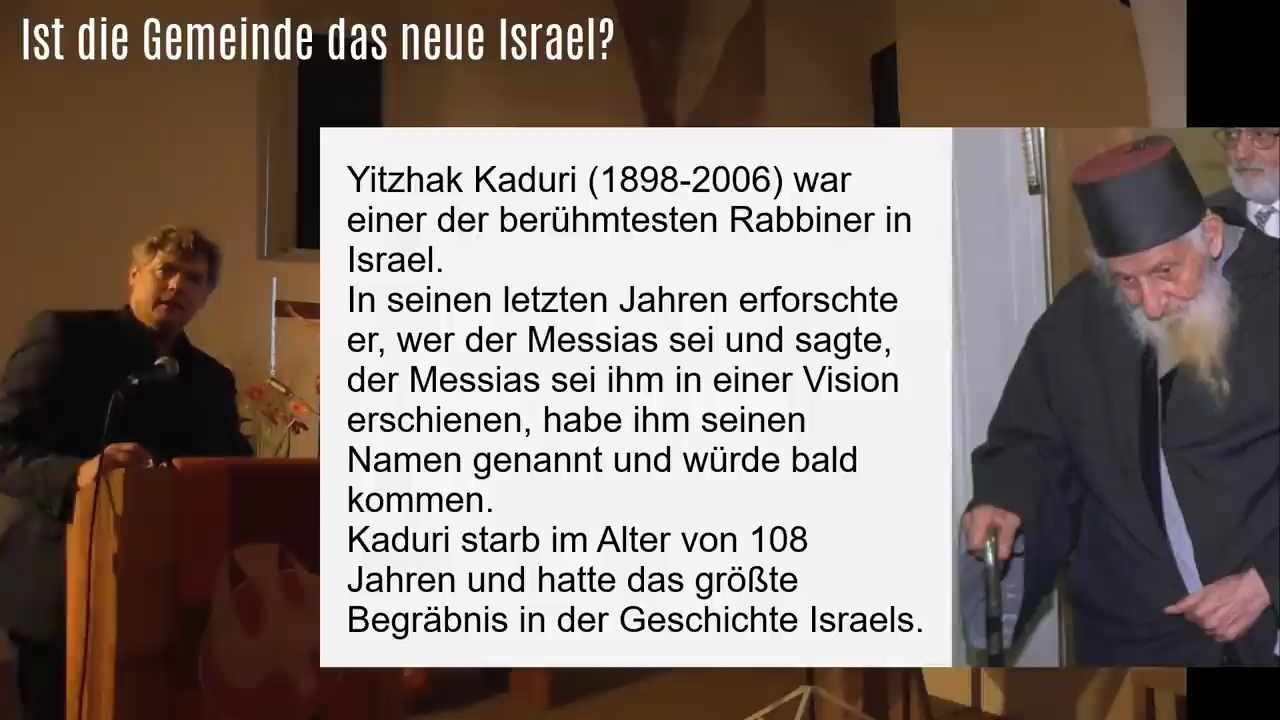 Ist die Gemeinde das neue Israel?
Yitzhak Kaduri (1898-2006) war
einer der berühmtesten Rabbiner in
Israel.
In seinen letzten Jahren erforschte
er, wer der Messias sei und sagte,
der Messias sei ihm in einer Vision
erschienen, habe ihm seinen
Namen genannt und würde bald
kommen.
Kaduri starb im Alter von 108
Jahren und hatte das größte
Begräbnis in der Geschichte Israels.